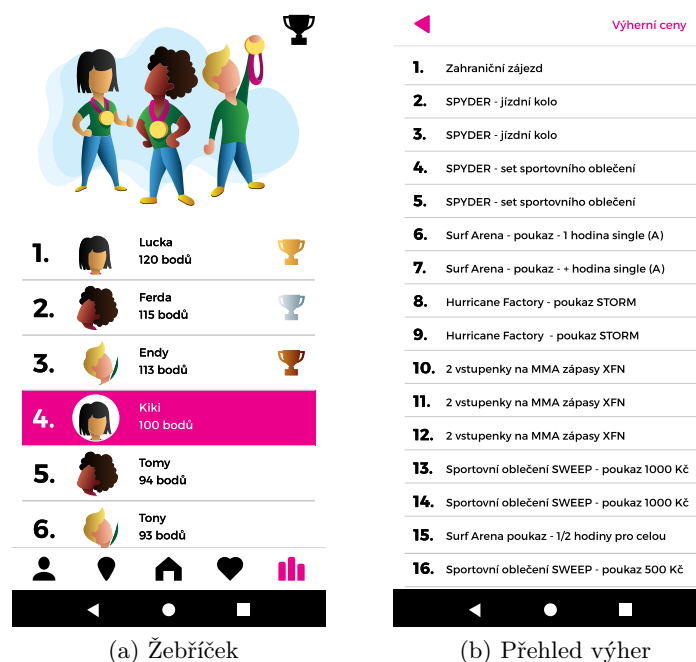 1.
Lucka
120 bodů
2.
Ferda
115 bodů
3.
Endy
113 bodů
4.
Kiki
100 bodů
5.
Tomy
94 bodů
6.
Tony
93 bodů
(a) Žebříček
Výherní ceny
1. Zahraniční zájezd
2. SPYDER - jízdní kolo
3. SPYDER - jízdní kolo
4. SPYDER - set sportovního oblečení
5. SPYDER - set sportovního oblečení
6. Surf Arena - poukaz - 1 hodina single (A)
7. Surf Arena - poukaz - + hodina single (A)
8. Hurricane Factory - poukaz STORM
9. Hurricane Factory - poukaz STORM
10. 2 vstupenky na MMA zápasy XFN
11. 2 vstupenky na MMA zápasy XFN
12. 2 vstupenky na MMA zápasy XFN
13. Sportovní oblečení SWEEP - poukaz 1000 Kč
14. Sportovní oblečení SWEEP - poukaz 1000 Kč
15. Surf Arena poukaz - 1/2 hodiny pro celou
16. Sportovní oblečení SWEEP - poukaz 500 Kč
(b) Přehled výher